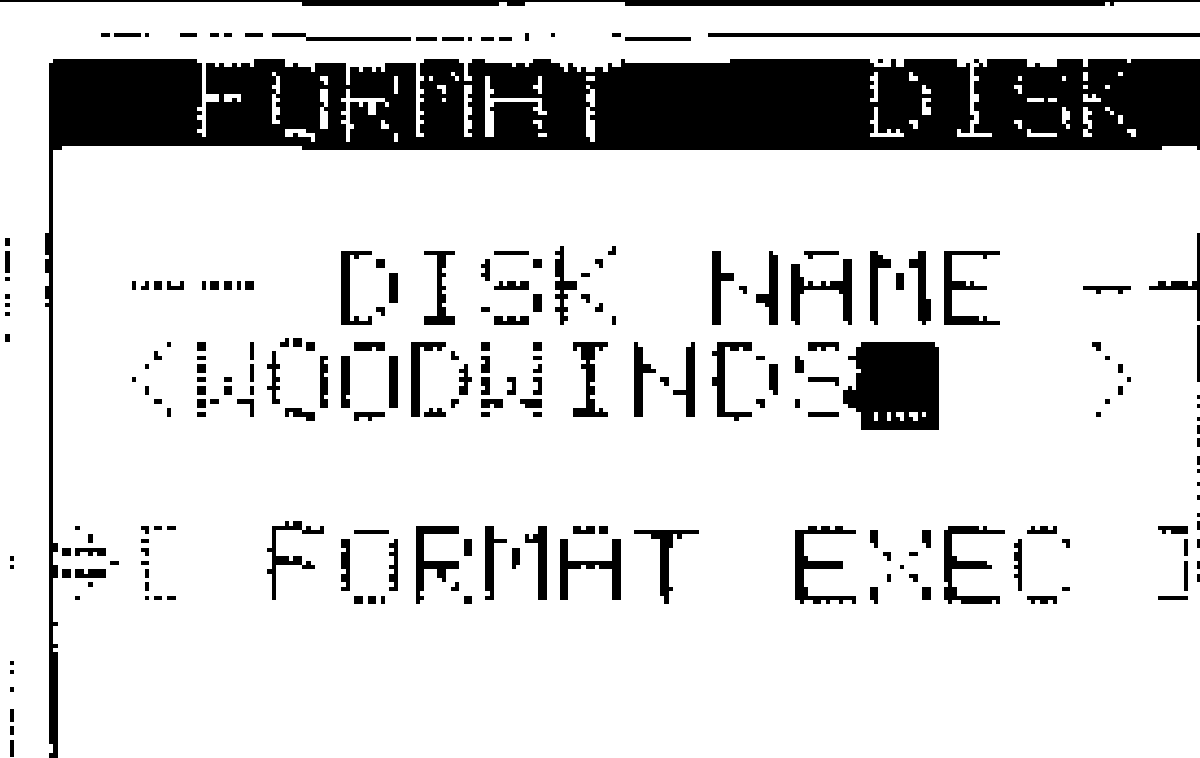 FORMAT DISK
-- DISK NAME --
<WOODWINDS >
⇒[ FORMAT EXEC ]